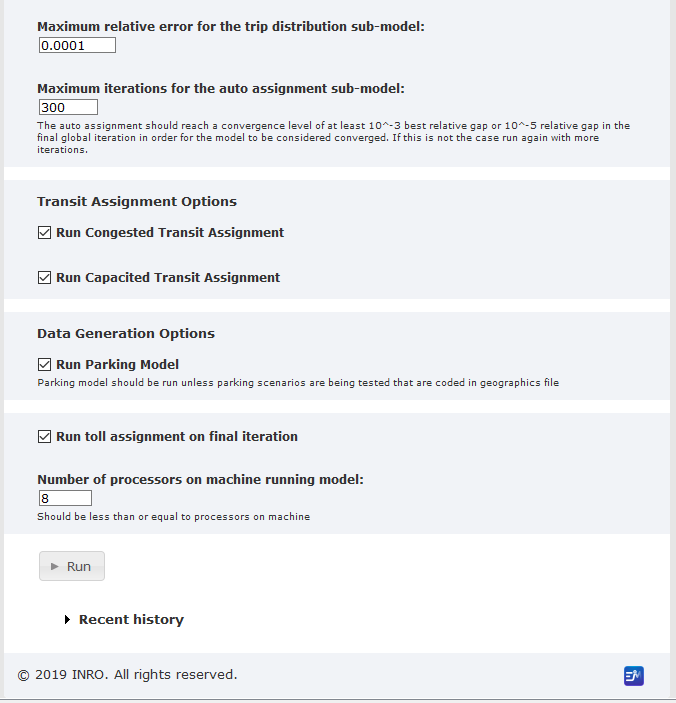 Maximum relative error for the trip distribution sub-model:
0.0001
Maximum iterations for the auto assignment sub-model:
300
The auto assignment should reach a convergence level of at least 10^-3 best relative gap or 10^-5 relative gap in the
final global iteration in order for the model to be considered converged. If this is not the case run again with more
iterations.
Transit Assignment Options
Run Congested Transit Assignment
Run Capacited Transit Assignment
Data Generation Options
Run Parking Model
Parking model should be run unless parking scenarios are being tested that are coded in geographics file
Run toll assignment on final iteration
Number of processors on machine running model:
8
Should be less than or equal to processors on machine
Run
Recent history
© 2019 INRO. All rights reserved.